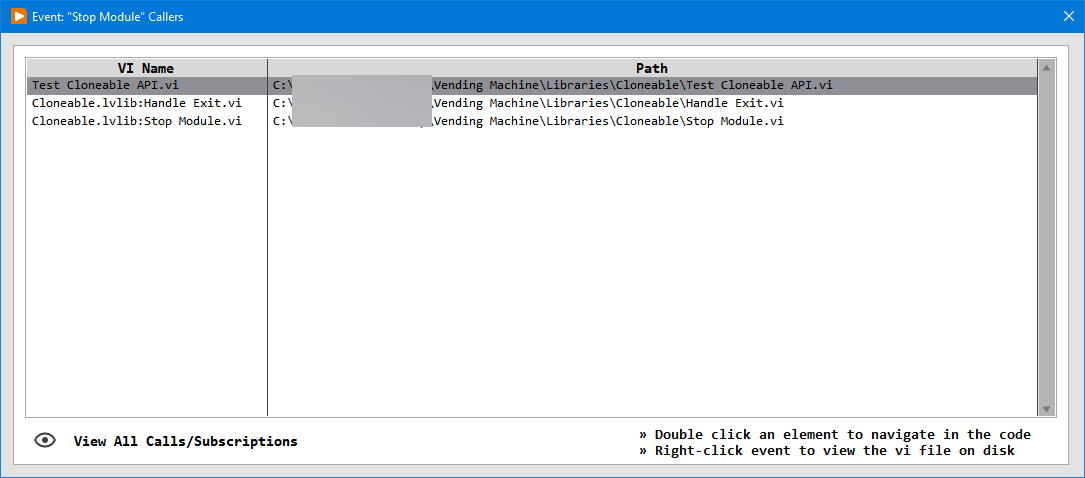 Event: "Stop Module" Callers
VI Name Path
Test Cloneable API.vi C:\ \Vending Machine\Libraries\Cloneable\Test Cloneable API.vi
Cloneable.lvlib:Handle Exit.vi C:\ \Vending Machine\Libraries\Cloneable\Handle Exit.vi
Cloneable.lvlib:Stop Module.vi C:\ \Vending Machine\Libraries\Cloneable\Stop Module.vi
View All Calls/Subscriptions
» Double click an element to navigate in the code
» Right-click event to view the vi file on disk